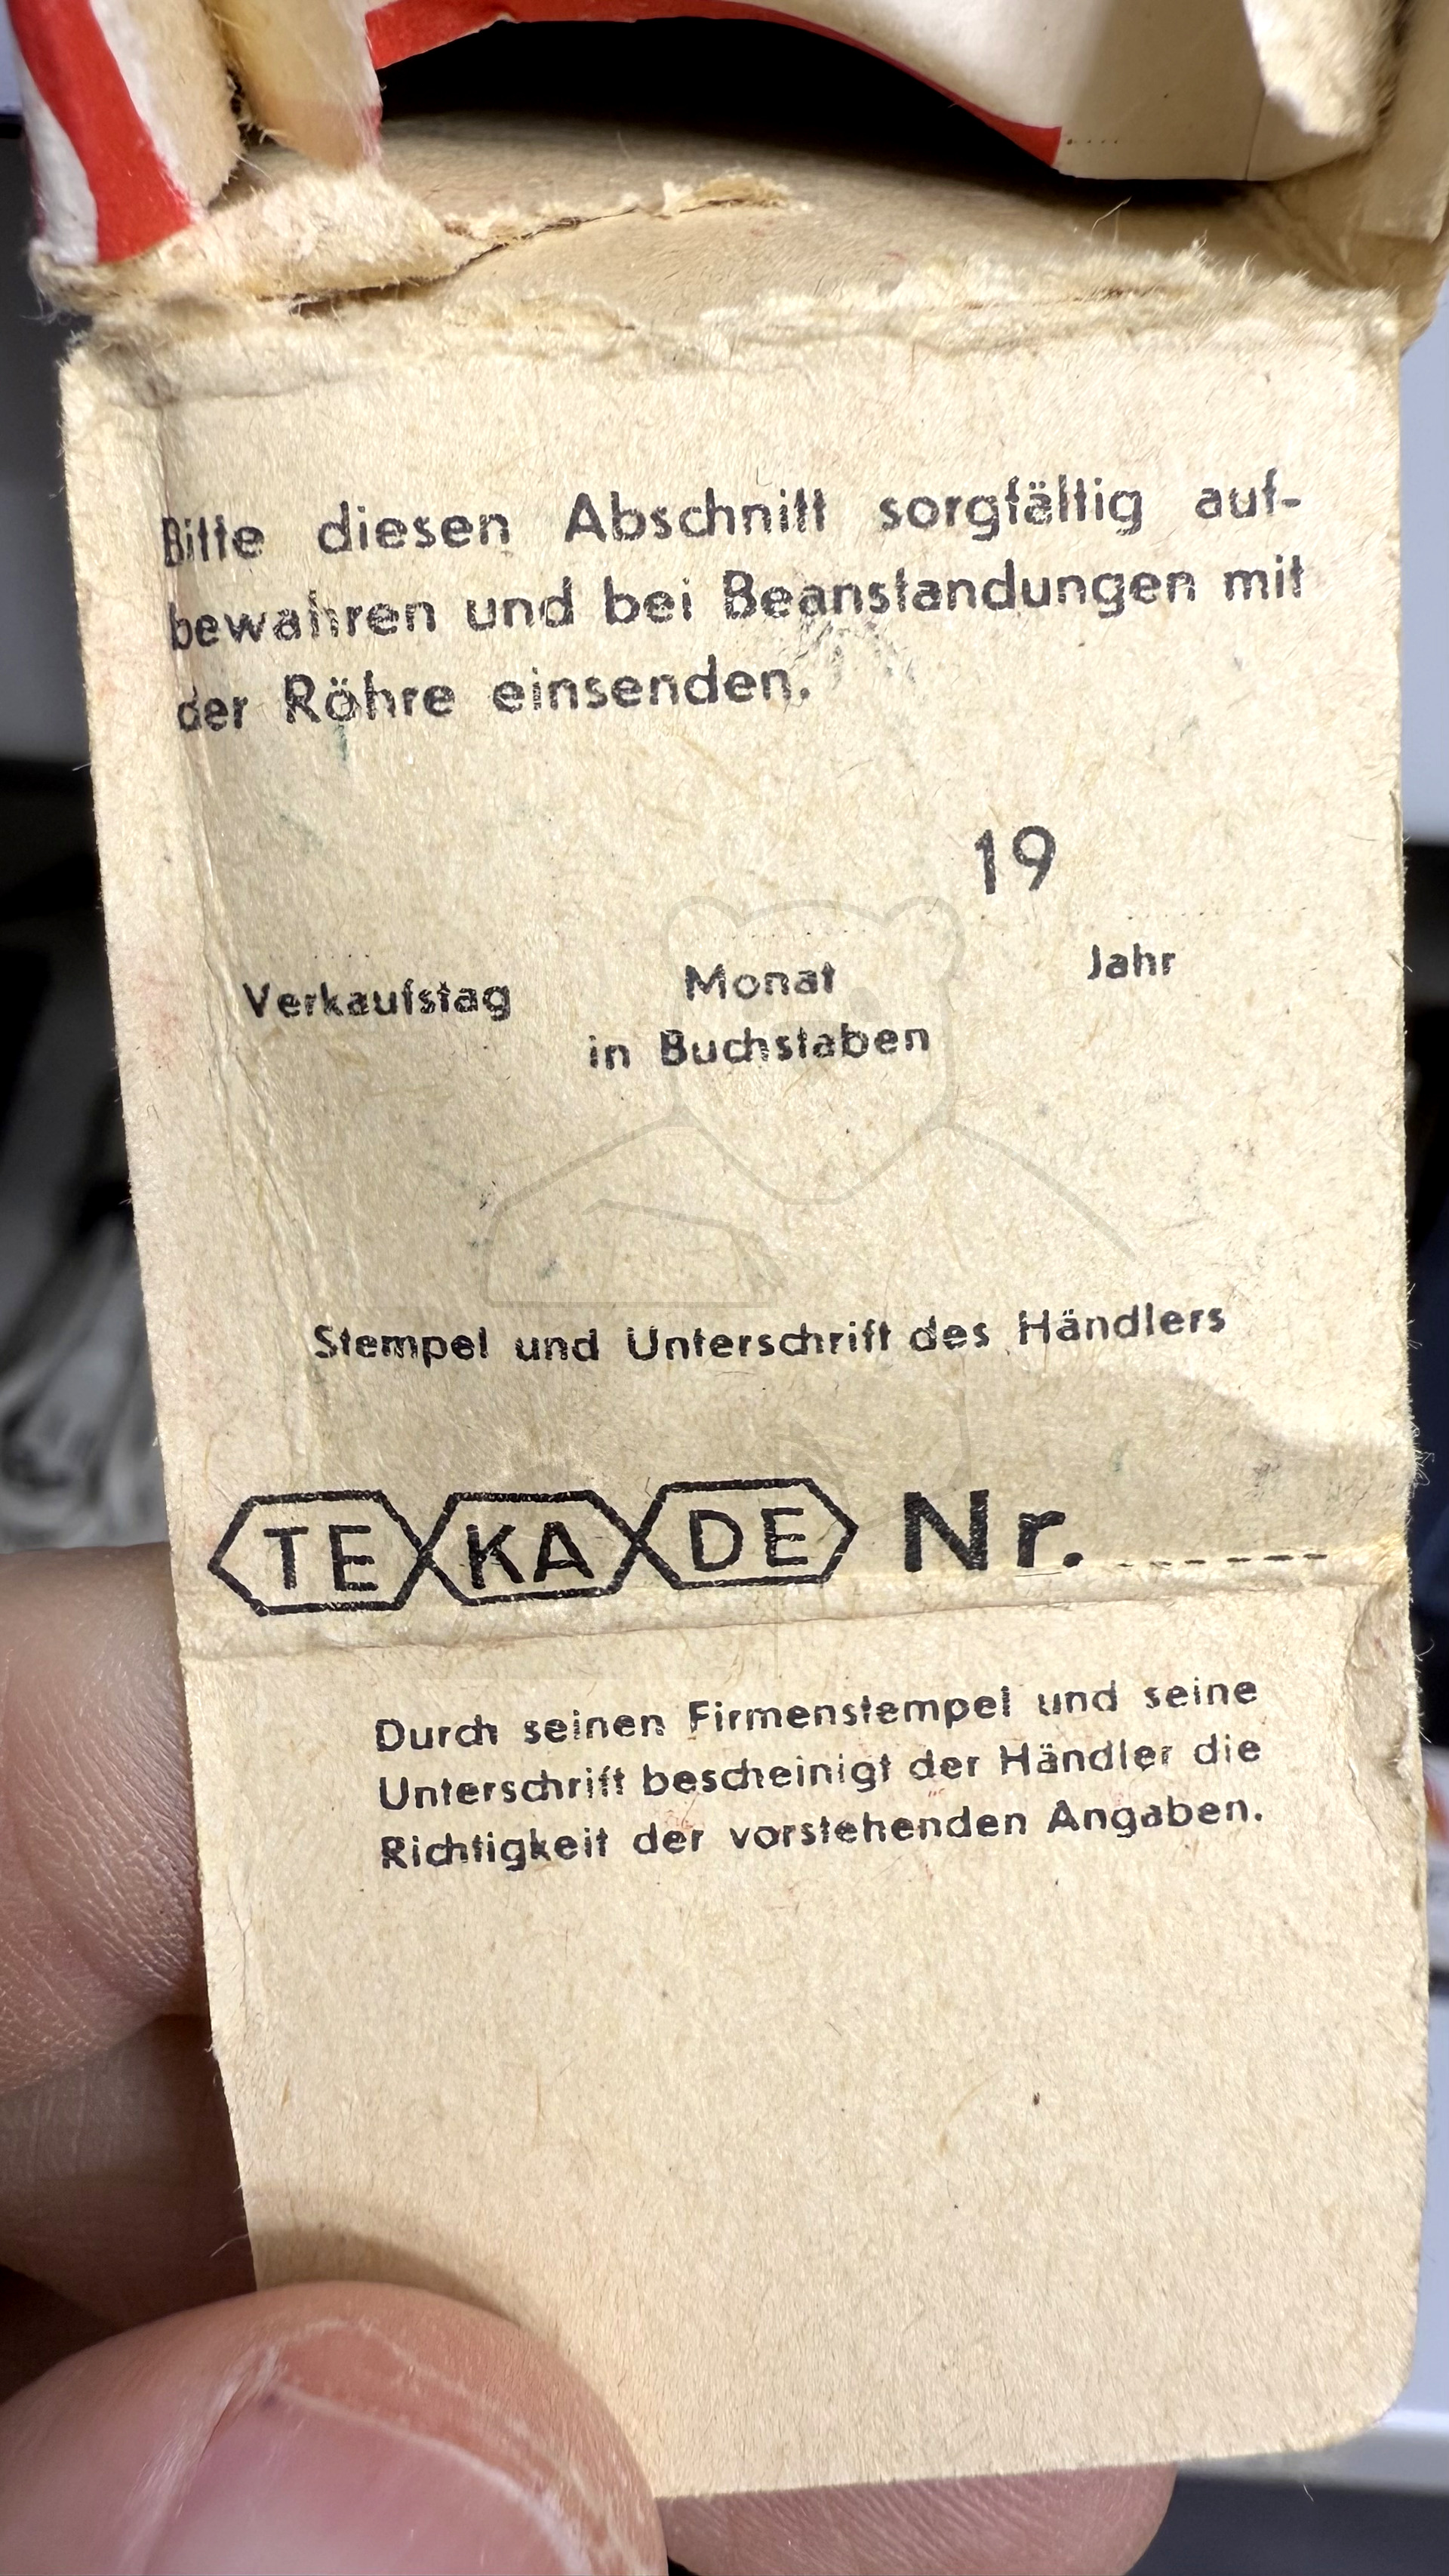 Bitte diesen Abschnitt sorgfältig auf-
bewahren und bei Beanstandungen mit
der Röhre einsenden.
19
Verkaufstag Monat Jahr
in Buchstaben
Stempel und Unterschrift des Händlers
TE KA DE Nr.
Durch seinen Firmenstempel und seine
Unterschrift bescheinigt der Händler die
Richtigkeit der vorstehenden Angaben.